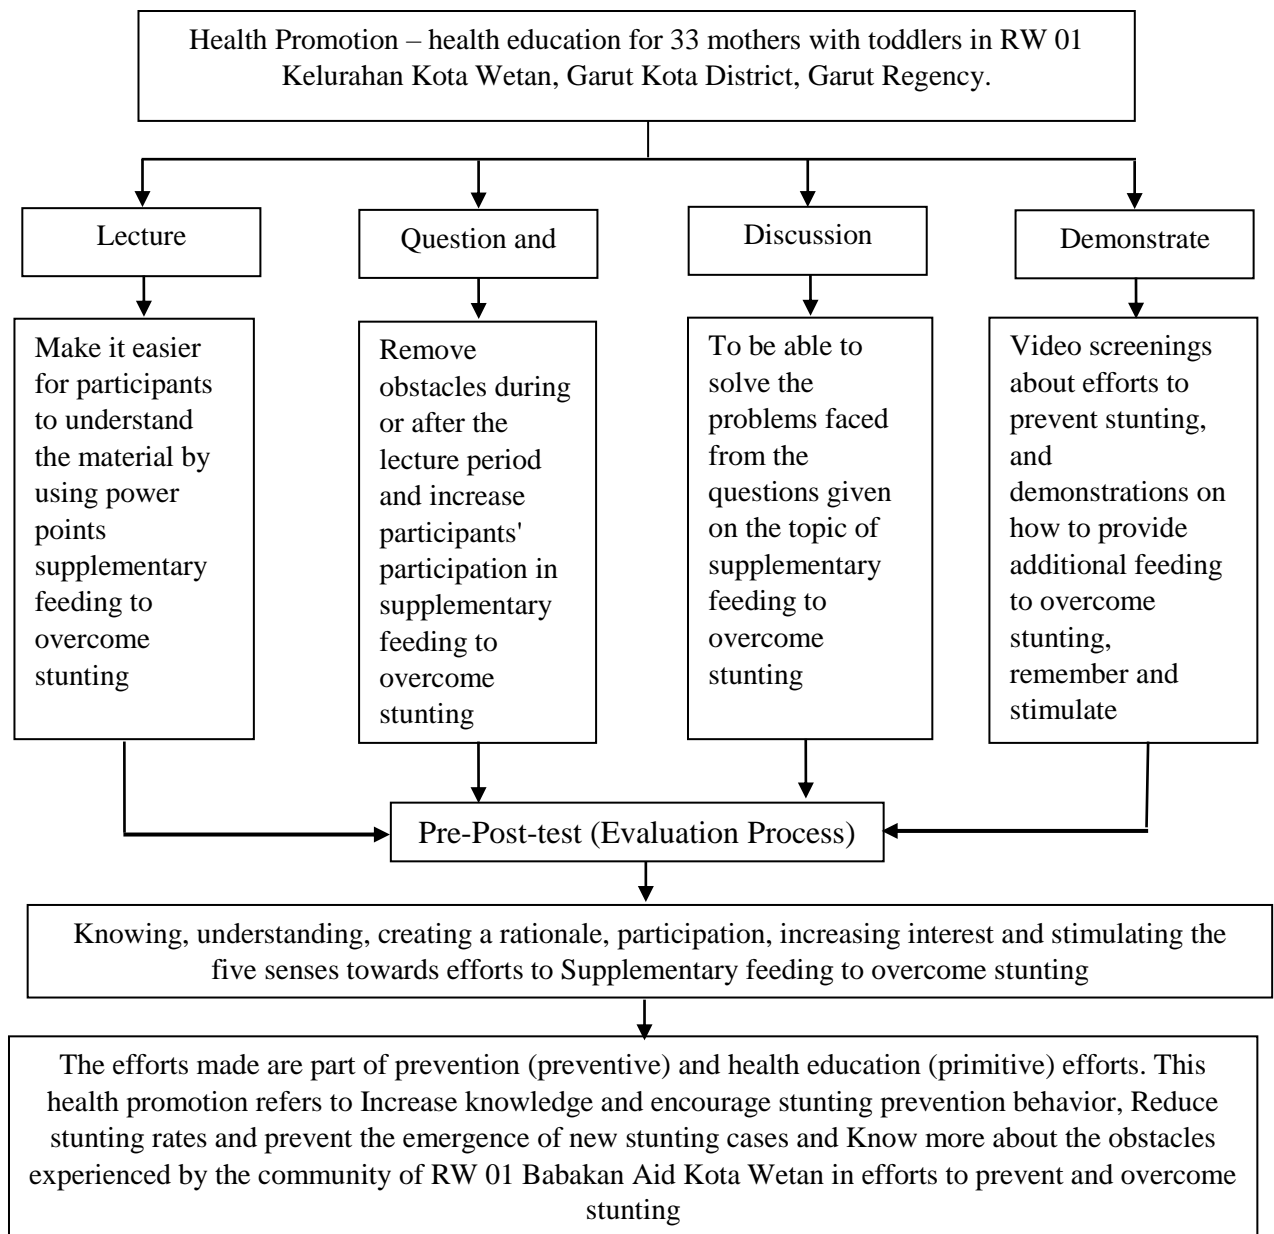 Health Promotion – health education for 33 mothers with toddlers in RW 01
Kelurahan Kota Wetan, Garut Kota District, Garut Regency.
Lecture
Question and
Discussion
Demonstrate
Make it easier
for participants
to understand
the material by
using power
points
supplementary
feeding to
overcome
stunting
Remove
obstacles during
or after the
lecture period
and increase
participants'
participation in
supplementary
feeding to
overcome
stunting
To be able to
solve the
problems faced
from the
questions given
on the topic of
supplementary
feeding to
overcome
stunting
Video screenings
about efforts to
prevent stunting,
and
demonstrations on
how to provide
additional feeding
to overcome
stunting,
remember and
stimulate
Pre-Post-test (Evaluation Process)
Knowing, understanding, creating a rationale, participation, increasing interest and stimulating the
five senses towards efforts to Supplementary feeding to overcome stunting
The efforts made are part of prevention (preventive) and health education (primitive) efforts. This
health promotion refers to Increase knowledge and encourage stunting prevention behavior, Reduce
stunting rates and prevent the emergence of new stunting cases and Know more about the obstacles
experienced by the community of RW 01 Babakan Aid Kota Wetan in efforts to prevent and overcome
stunting